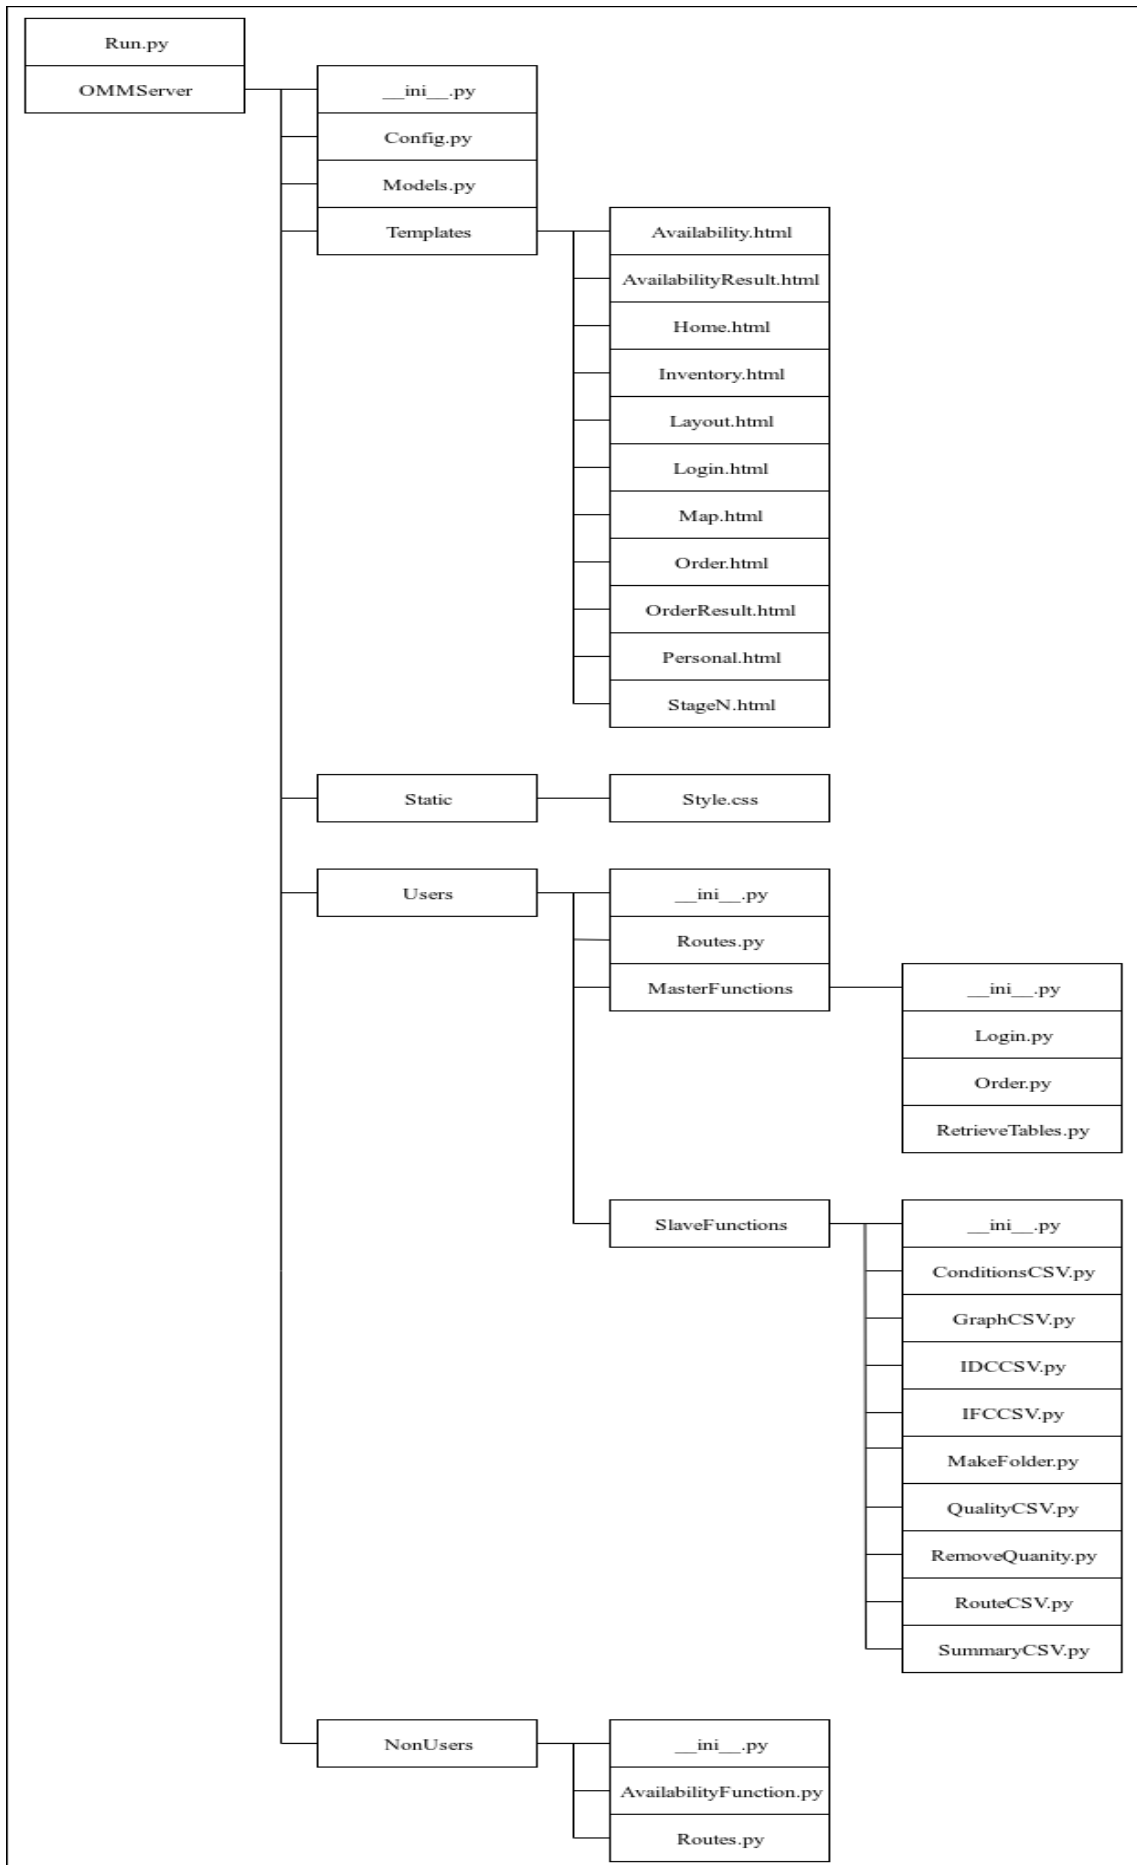 Run.py
OMMServer
__ini__.py
Config.py
Models.py
Templates
Availability.html
AvailabilityResult.html
Home.html
Inventory.html
Layout.html
Login.html
Map.html
Order.html
OrderResult.html
Personal.html
StageN.html
Static
Style.css
Users
__ini__.py
Routes.py
MasterFunctions
__ini__.py
Login.py
Order.py
RetrieveTables.py
SlaveFunctions
__ini__.py
ConditionsCSV.py
GraphCSV.py
IDCCSV.py
IFCCSV.py
MakeFolder.py
QualityCSV.py
RemoveQuanity.py
RouteCSV.py
SummaryCSV.py
NonUsers
__ini__.py
AvailabilityFunction.py
Routes.py